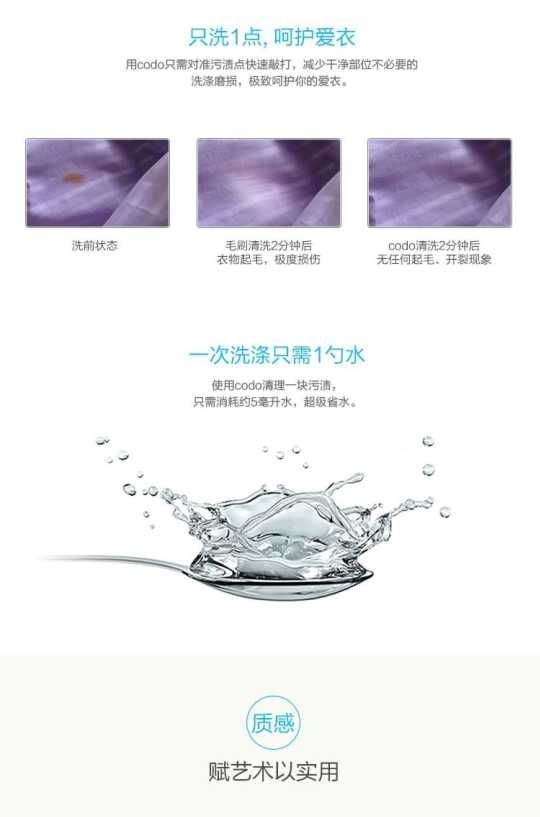 只洗1点, 呵护爱衣
用codo只需对准污渍点快速敲打，减少干净部位不必要的
洗涤磨损，极致呵护你的爱衣。
洗前状态
毛刷清洗2分钟后
衣物起毛，极度损伤
codo清洗2分钟后
无任何起毛、开裂现象
一次洗涤只需1勺水
使用codo清理一块污渍，
只需消耗约5毫升水，超级省水。
质感
赋艺术以实用